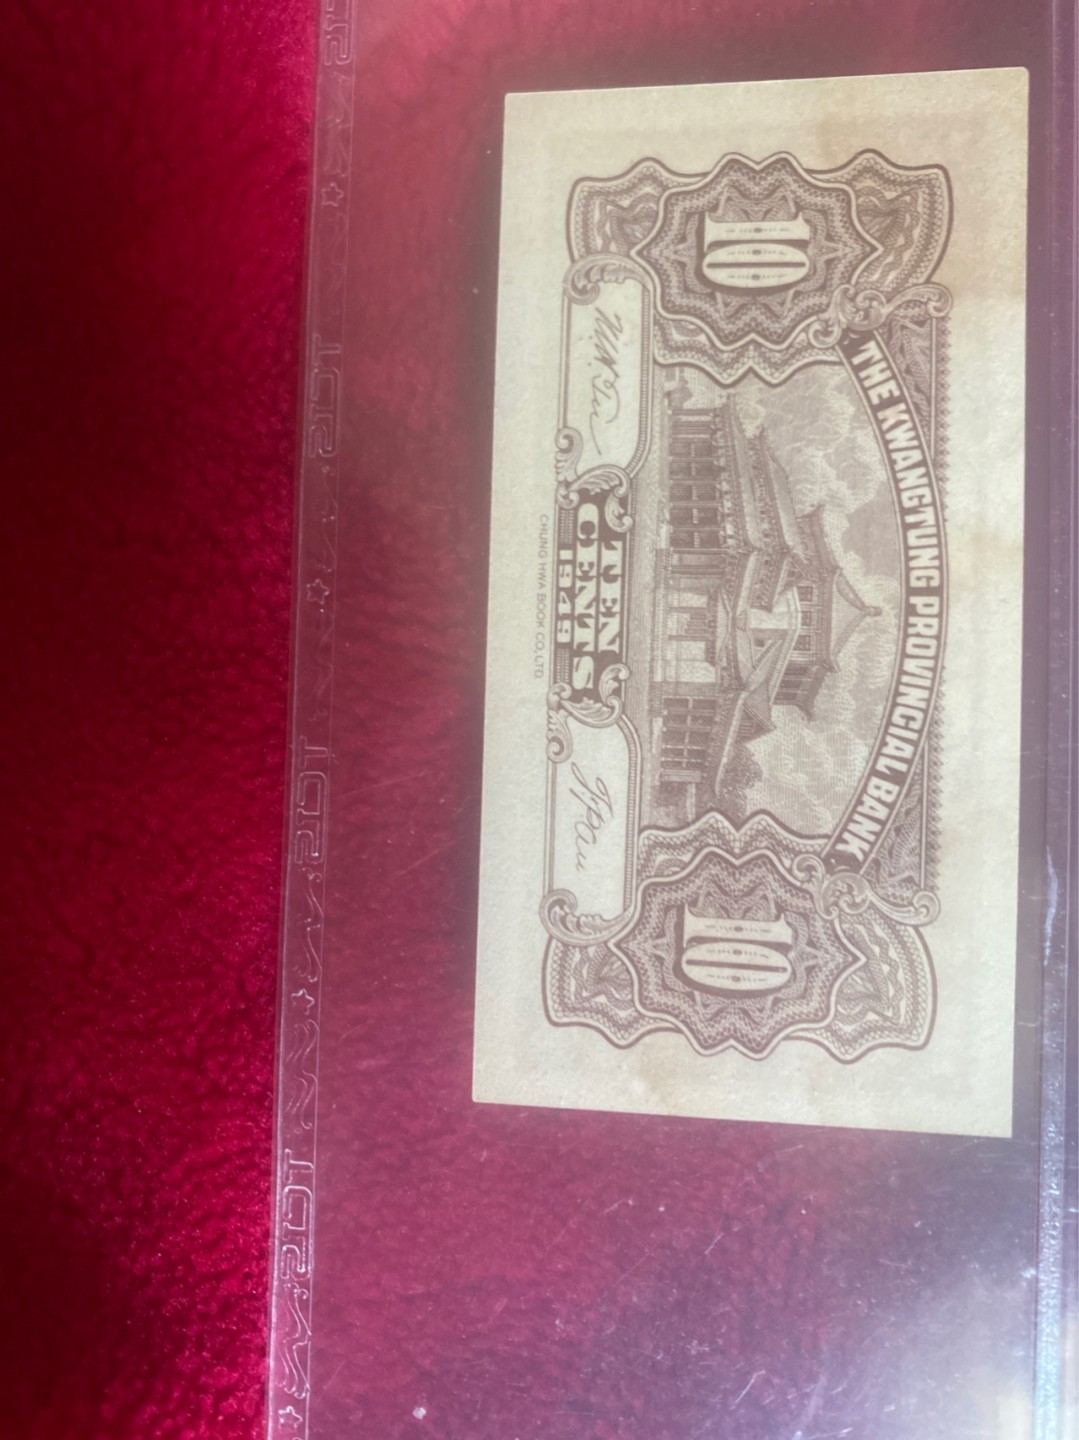 THE KWANGTUNG PROVINCIAL BANK
10
10
TEN
CENTS
1949
CHUNG HWA BOOK CO., LTD.